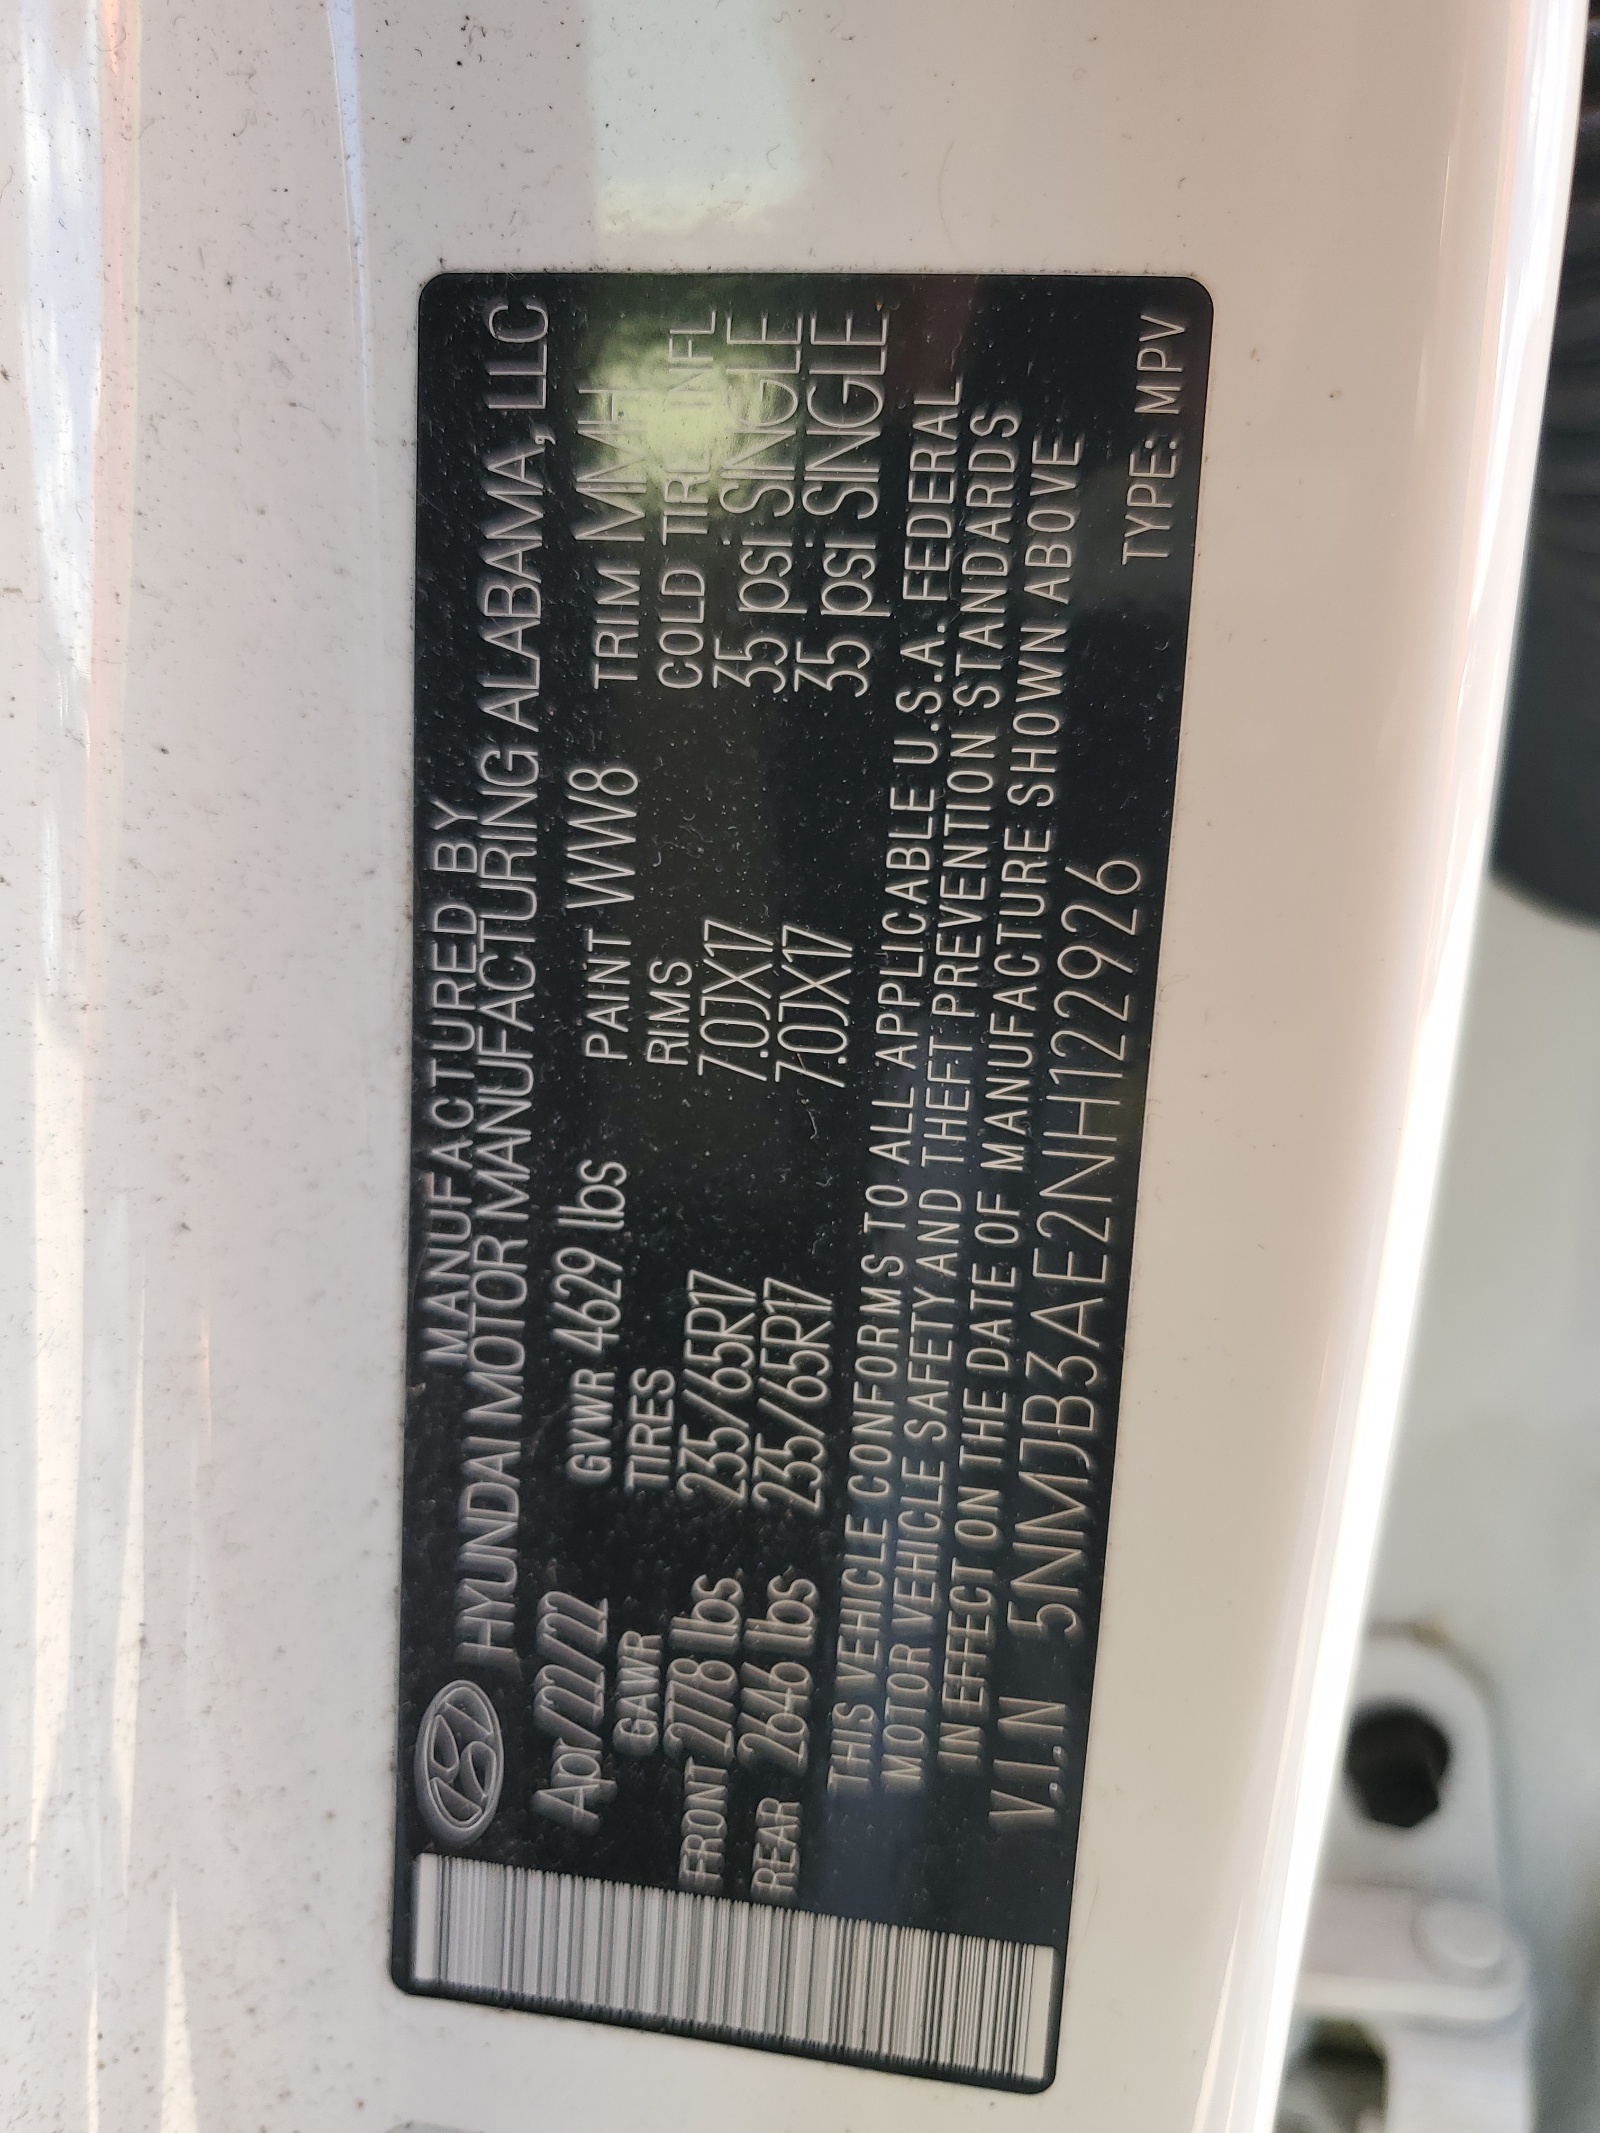 MANUFACTURED BY
HYUNDAI MOTOR MANUFACTURING ALABAMA, LLC
Apr/22/22 GVWR 4629 lbs PAINT WW8 TRIM MNH
GAWR TIRES RIMS COLD TIRE INFL
FRONT 2778 lbs 235/65R17 7.0JX17 35 psi SINGLE
REAR 2646 lbs 235/65R17 7.0JX17 35 psi SINGLE
THIS VEHICLE CONFORMS TO ALL APPLICABLE U.S.A. FEDERAL
MOTOR VEHICLE SAFETY AND THEFT PREVENTION STANDARDS
IN EFFECT ON THE DATE OF MANUFACTURE SHOWN ABOVE
V.I.N 5NMJB3AE2NH122926 TYPE: MPV